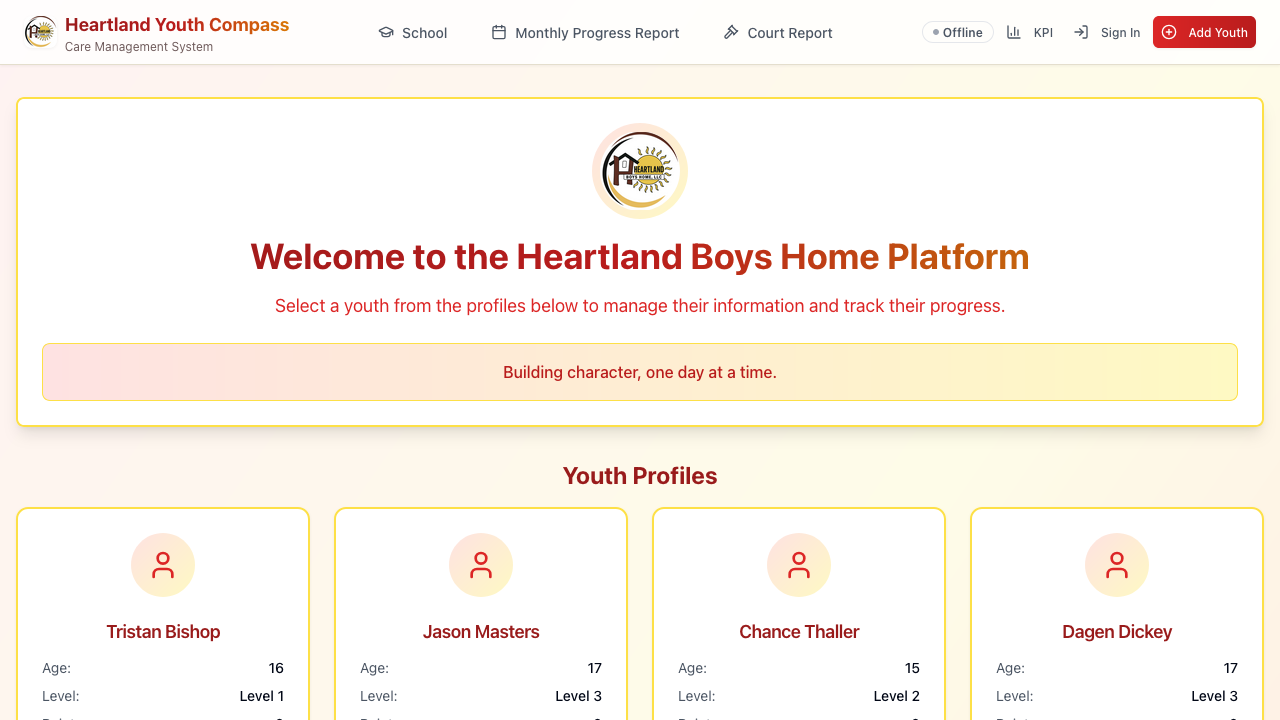 Heartland Youth Compass
Care Management System
School
Monthly Progress Report
Court Report
Offline
KPI
Sign In
Add Youth
HEARTLAND
BOYS HOME, LLC
Welcome to the Heartland Boys Home Platform
Select a youth from the profiles below to manage their information and track their progress.
Building character, one day at a time.
Youth Profiles
Tristan Bishop
Age: 16
Level: Level 1
Jason Masters
Age: 17
Level: Level 3
Chance Thaller
Age: 15
Level: Level 2
Dagen Dickey
Age: 17
Level: Level 3